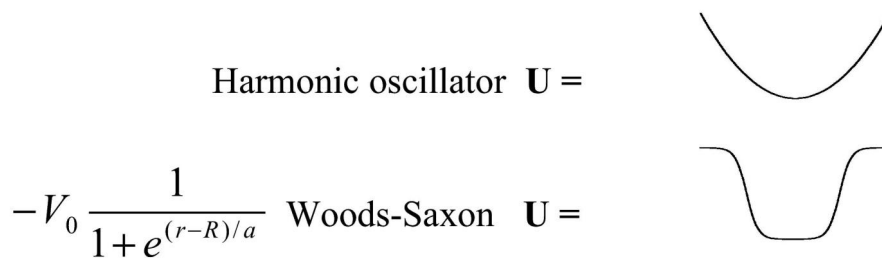 Harmonic oscillator U =
−V₀ 1/(1+e^{(r−R)/a}) Woods-Saxon U =